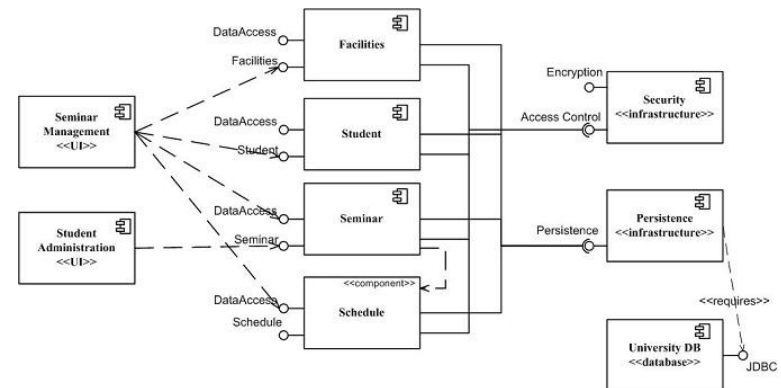 DataAccess
Facilities
Facilities
Encryption
Security
<<infrastructure>>
Access Control
Seminar
Management
<<UI>>
DataAccess
Student
Student
DataAccess
Seminar
Seminar
Student
Administration
<<UI>>
Persistence
Persistence
<<infrastructure>>
<<component>>
DataAccess
Schedule
Schedule
<<requires>>
University DB
<<database>>
JDBC